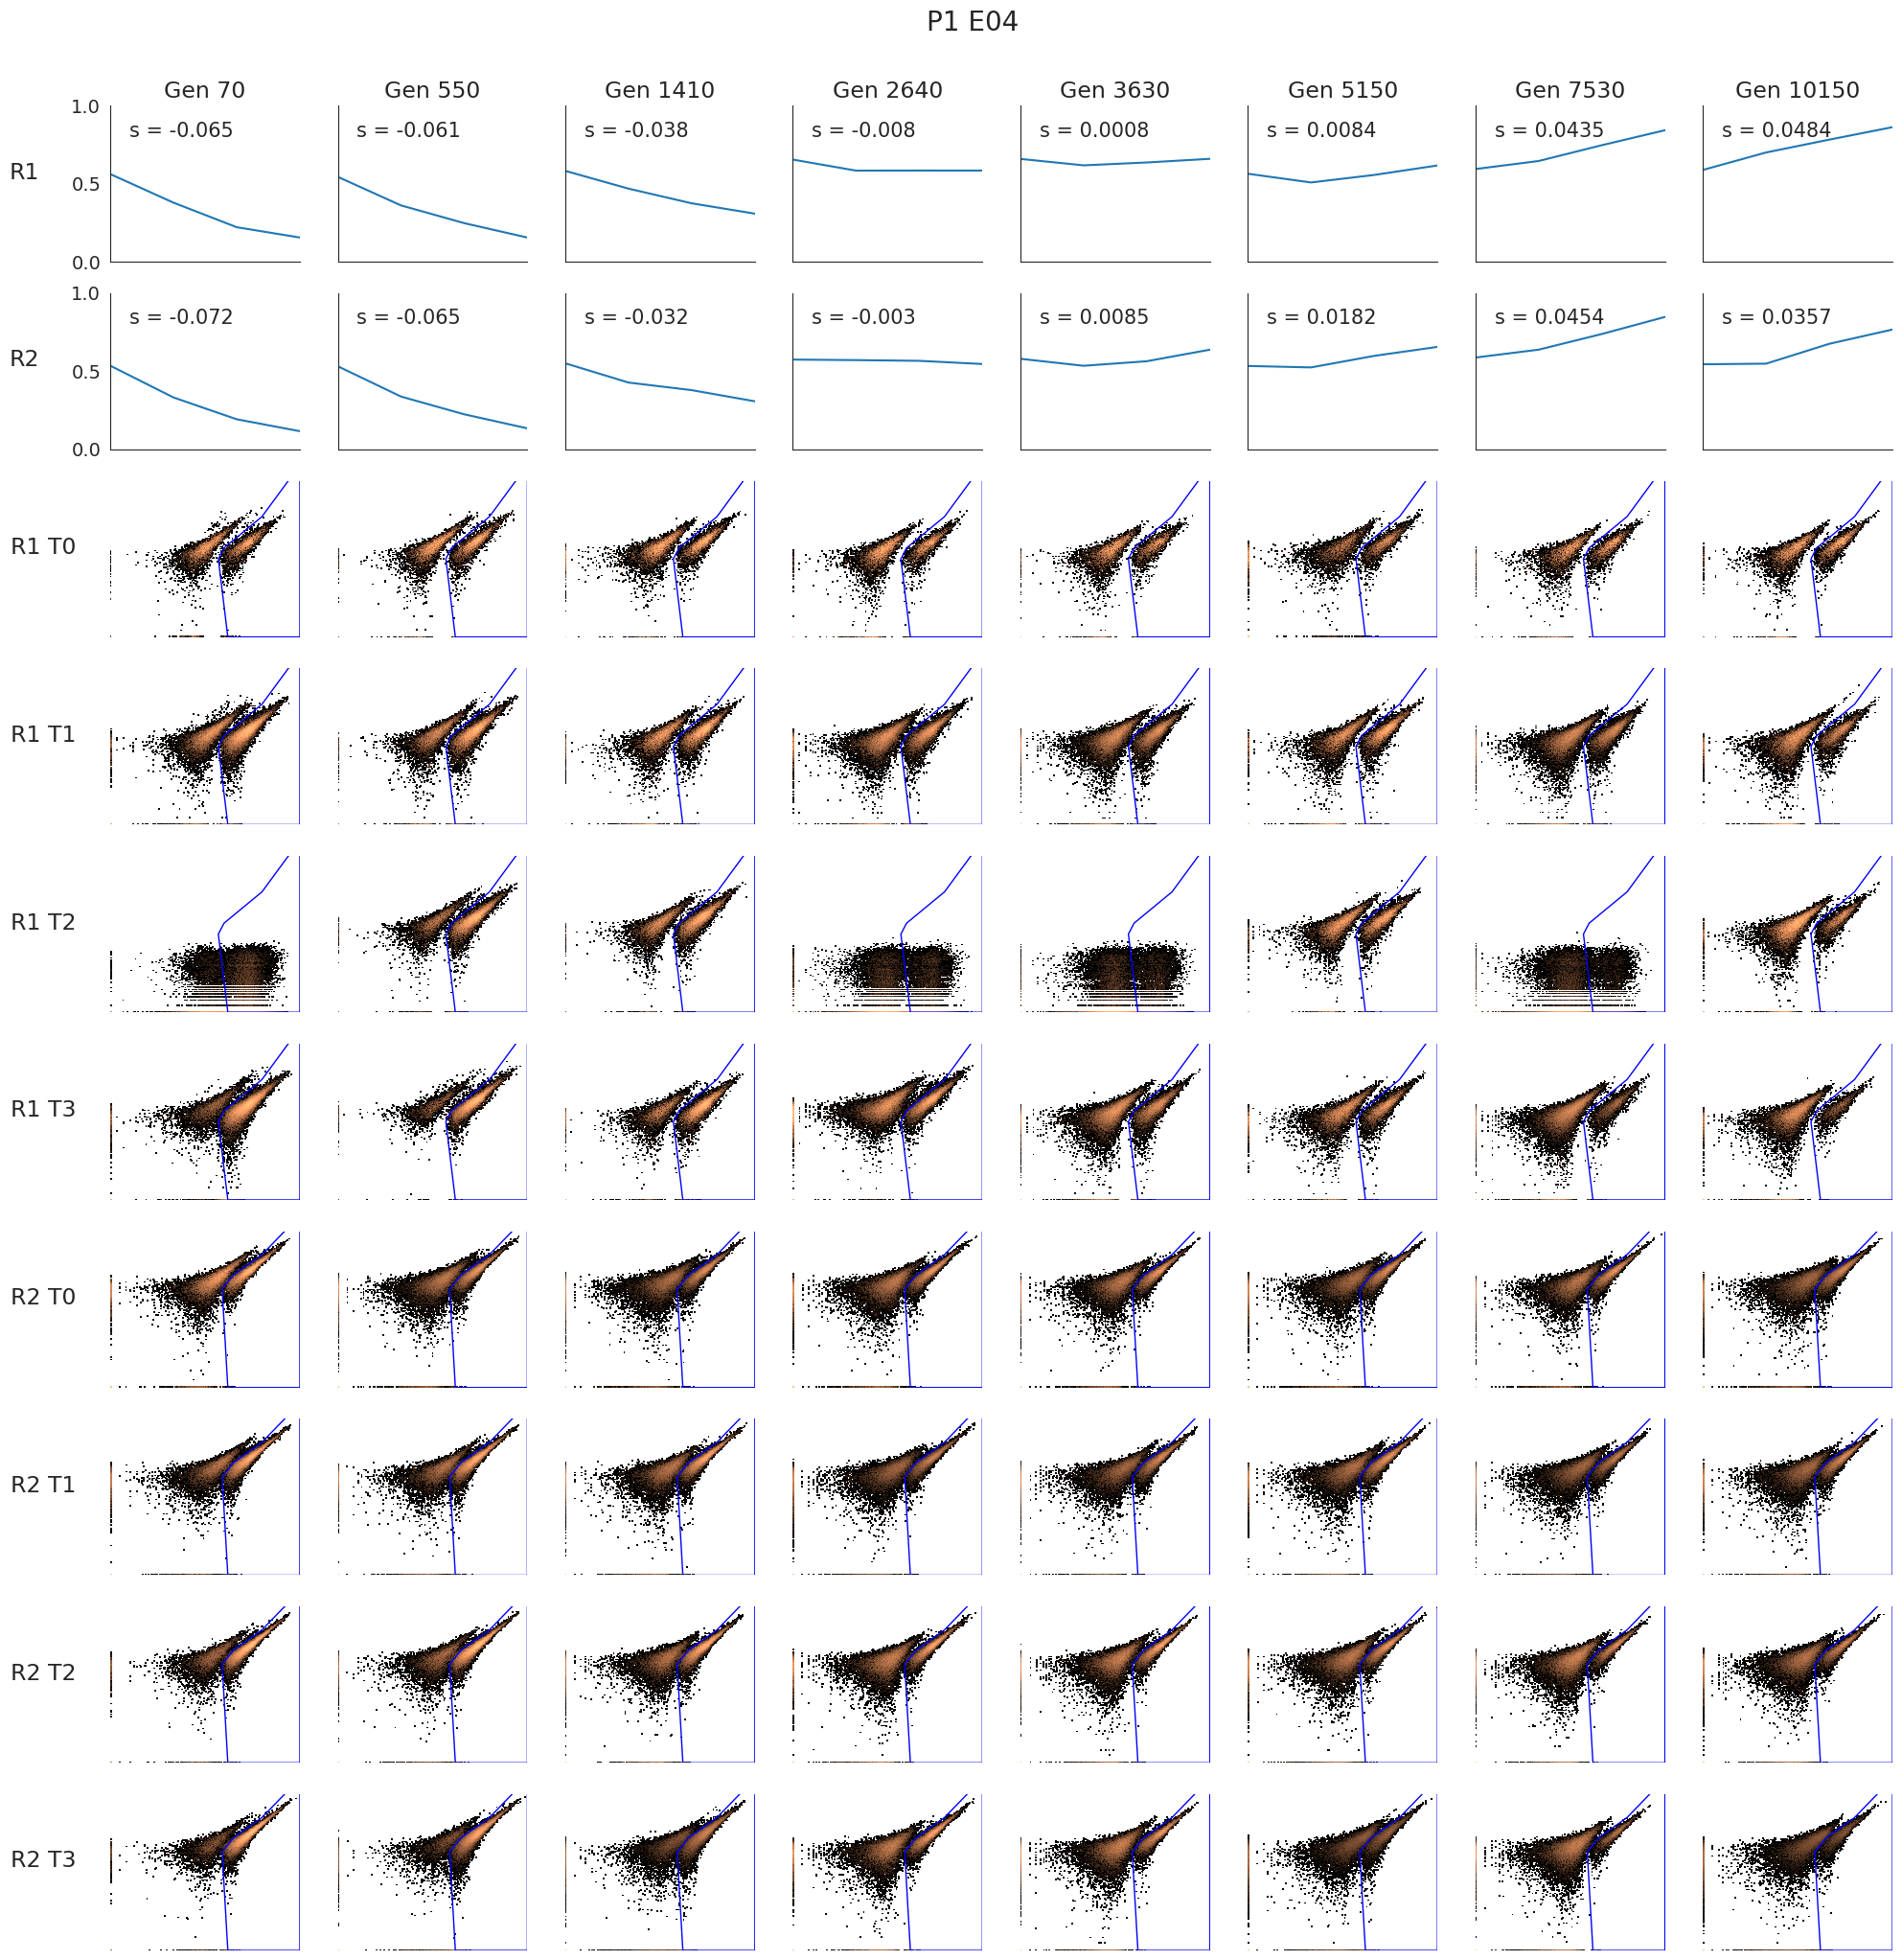 P1 E04
Gen 70 Gen 550 Gen 1410 Gen 2640 Gen 3630 Gen 5150 Gen 7530 Gen 10150
1.0
s = -0.065 s = -0.061 s = -0.038 s = -0.008 s = 0.0008 s = 0.0084 s = 0.0435 s = 0.0484
R1
0.5
0.0
1.0
s = -0.072 s = -0.065 s = -0.032 s = -0.003 s = 0.0085 s = 0.0182 s = 0.0454 s = 0.0357
R2
0.5
0.0
R1 T0
R1 T1
R1 T2
R1 T3
R2 T0
R2 T1
R2 T2
R2 T3